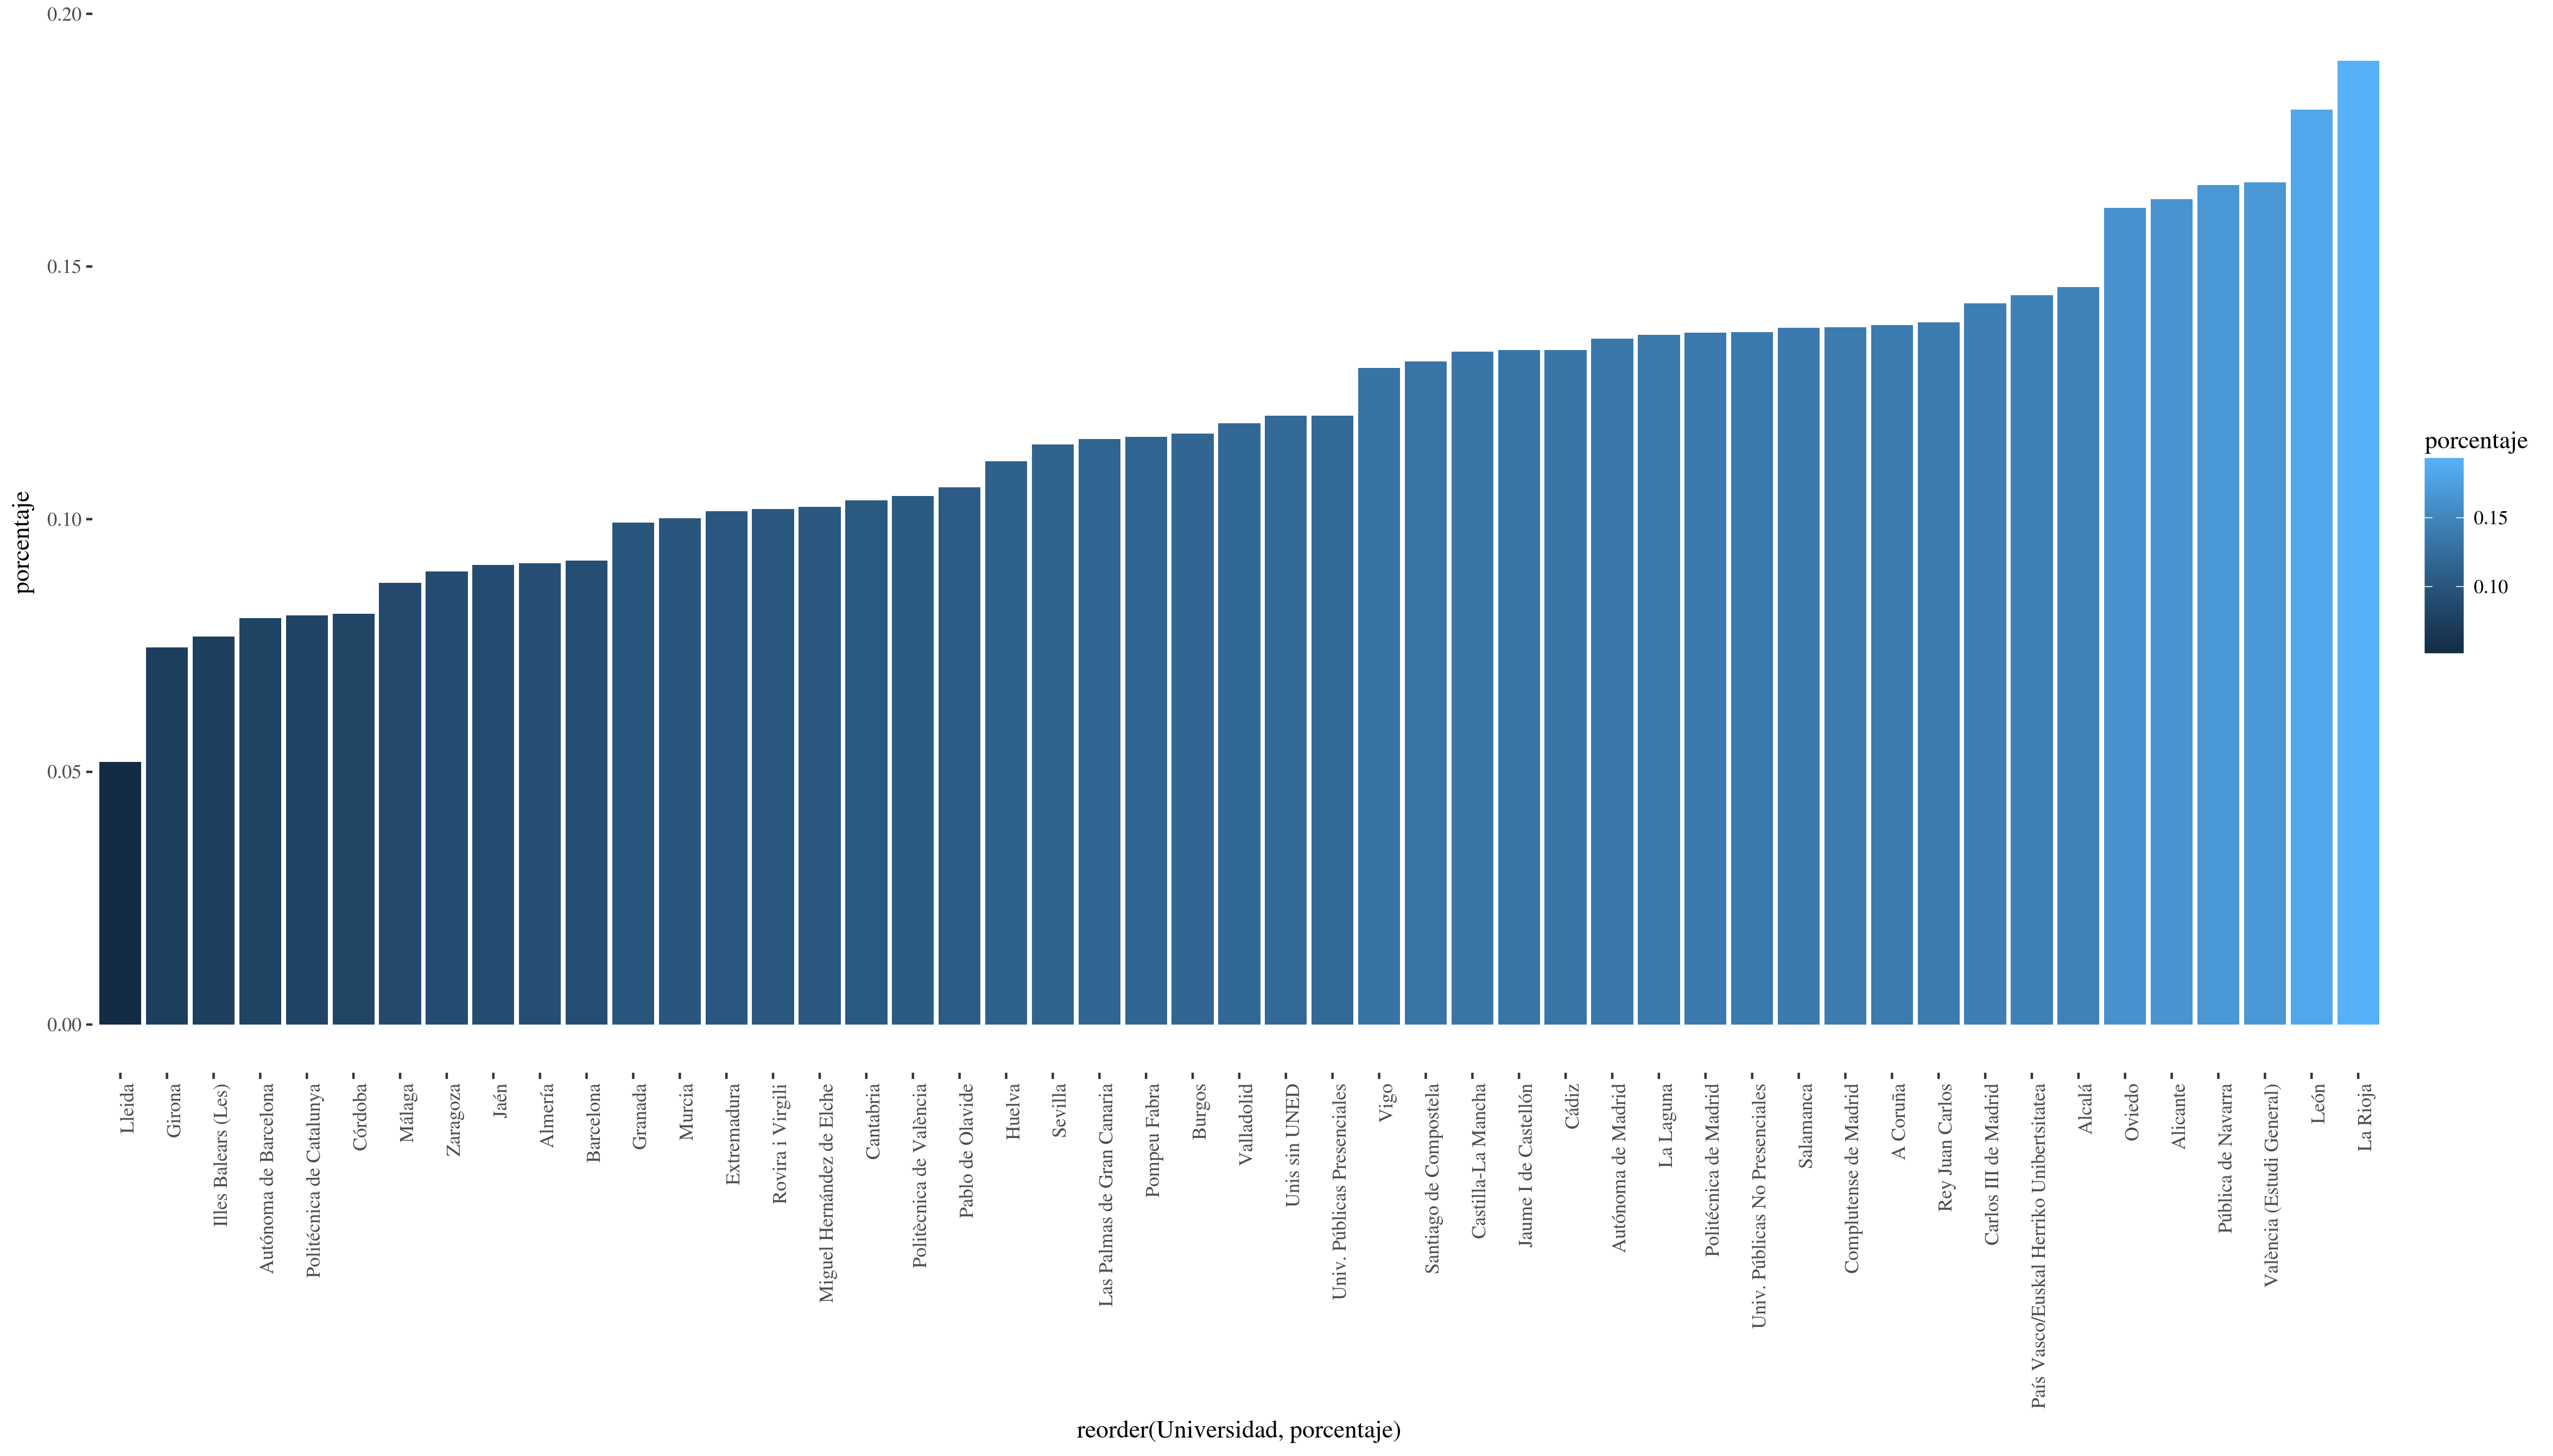 0.20
0.15
0.10
0.05
0.00
porcentaje
Lleida
Girona
Illes Balears (Les)
Autónoma de Barcelona
Politécnica de Catalunya
Córdoba
Málaga
Zaragoza
Jaén
Almería
Barcelona
Granada
Murcia
Extremadura
Rovira i Virgili
Miguel Hernández de Elche
Cantabria
Politècnica de València
Pablo de Olavide
Huelva
Sevilla
Las Palmas de Gran Canaria
Pompeu Fabra
Burgos
Valladolid
Unis sin UNED
Univ. Públicas Presenciales
Vigo
Santiago de Compostela
Castilla-La Mancha
Jaume I de Castellón
Cádiz
Autónoma de Madrid
La Laguna
Politécnica de Madrid
Univ. Públicas No Presenciales
Salamanca
Complutense de Madrid
A Coruña
Rey Juan Carlos
Carlos III de Madrid
País Vasco/Euskal Herriko Unibertsitatea
Alcalá
Oviedo
Alicante
Pública de Navarra
València (Estudi General)
León
La Rioja
reorder(Universidad, porcentaje)
porcentaje
0.15
0.10